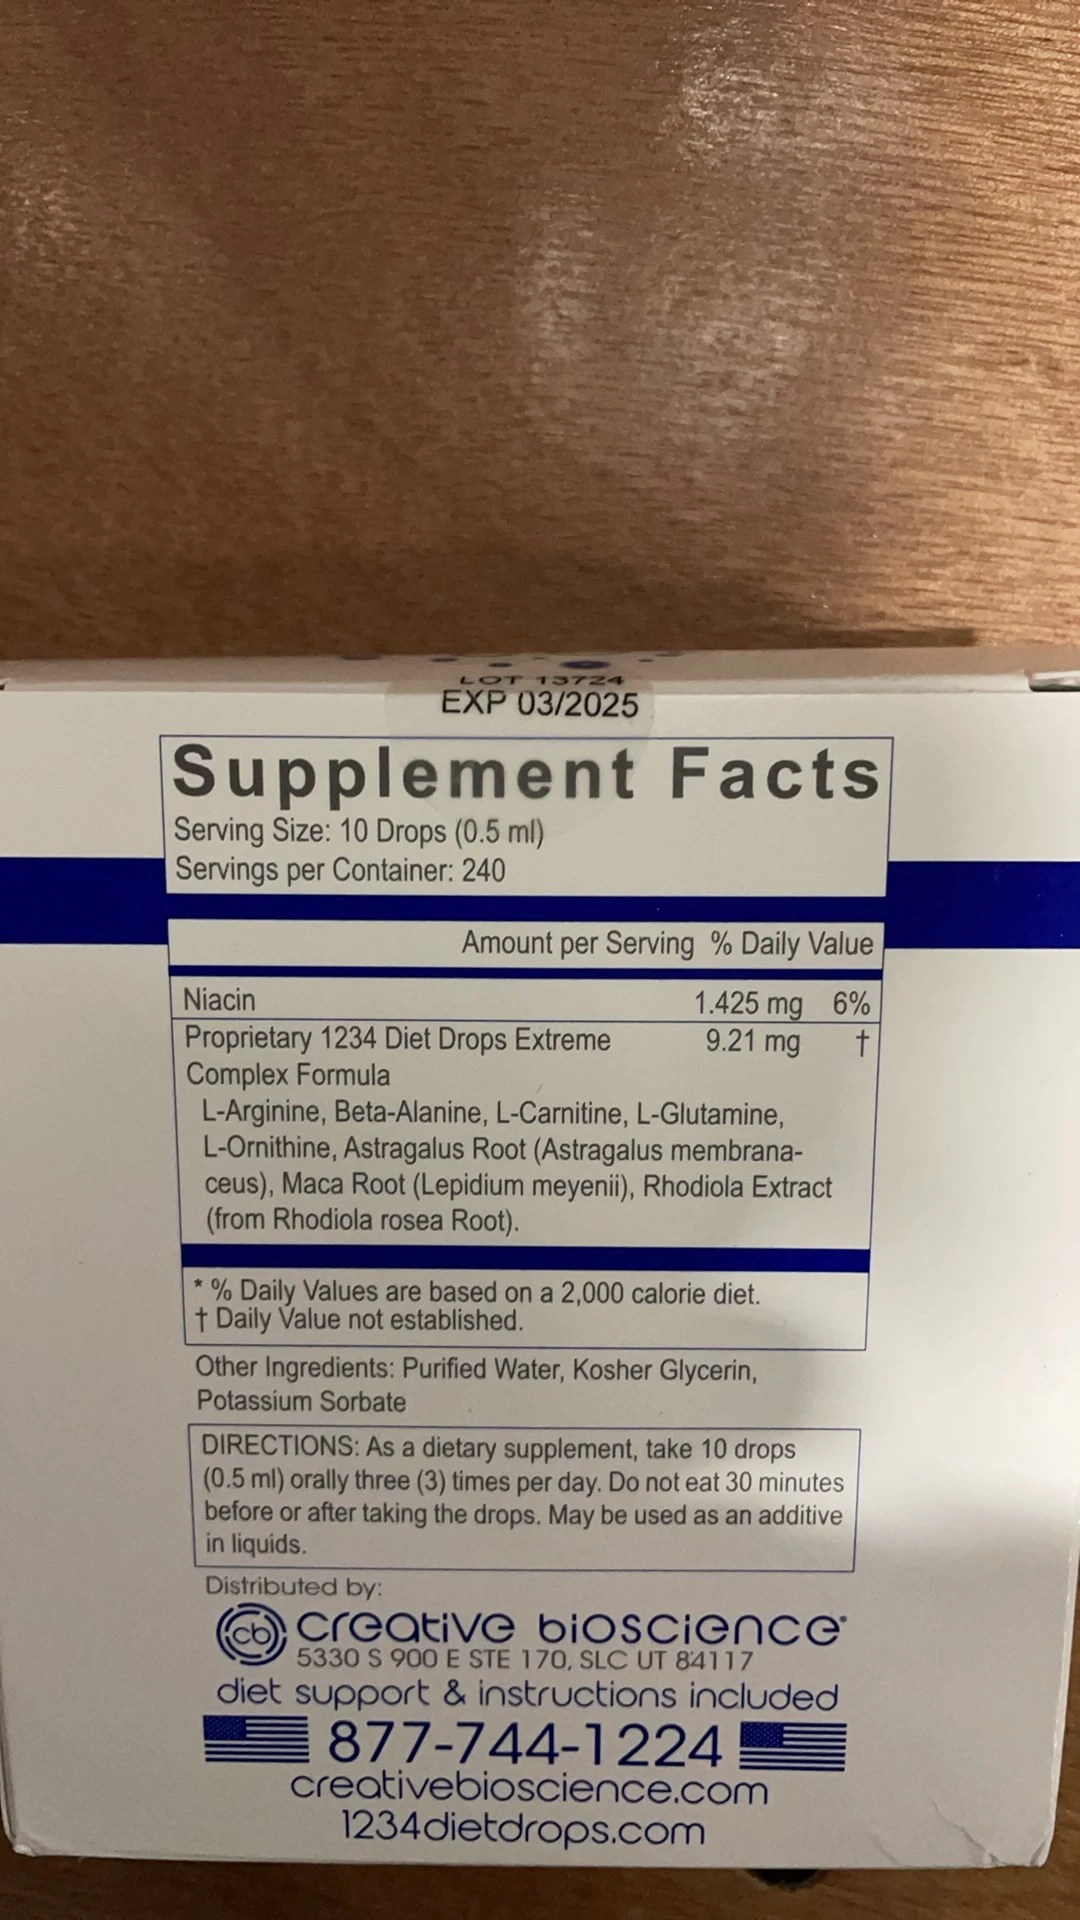 LOT 13724
EXP 03/2025
Supplement Facts
Serving Size: 10 Drops (0.5 ml)
Servings per Container: 240
Amount per Serving % Daily Value
Niacin 1.425 mg 6%
Proprietary 1234 Diet Drops Extreme 9.21 mg †
Complex Formula
L-Arginine, Beta-Alanine, L-Carnitine, L-Glutamine,
L-Ornithine, Astragalus Root (Astragalus membrana-
ceus), Maca Root (Lepidium meyenii), Rhodiola Extract
(from Rhodiola rosea Root).
* % Daily Values are based on a 2,000 calorie diet.
† Daily Value not established.
Other Ingredients: Purified Water, Kosher Glycerin,
Potassium Sorbate
DIRECTIONS: As a dietary supplement, take 10 drops
(0.5 ml) orally three (3) times per day. Do not eat 30 minutes
before or after taking the drops. May be used as an additive
in liquids.
Distributed by:
cb creative bioscience®
5330 S 900 E STE 170, SLC UT 84117
diet support & instructions included
877-744-1224
creativebioscience.com
1234dietdrops.com